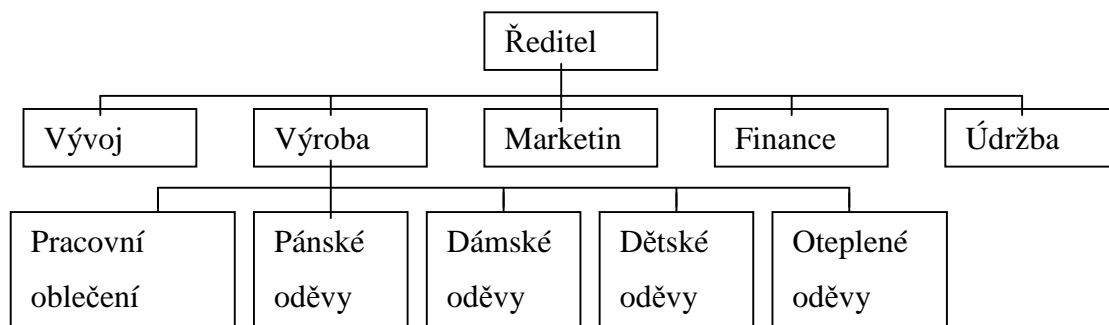 Ředitel
Vývoj
Výroba
Marketin
Finance
Údržba
Pracovní
oblečení
Pánské
oděvy
Dámské
oděvy
Dětské
oděvy
Oteplené
oděvy